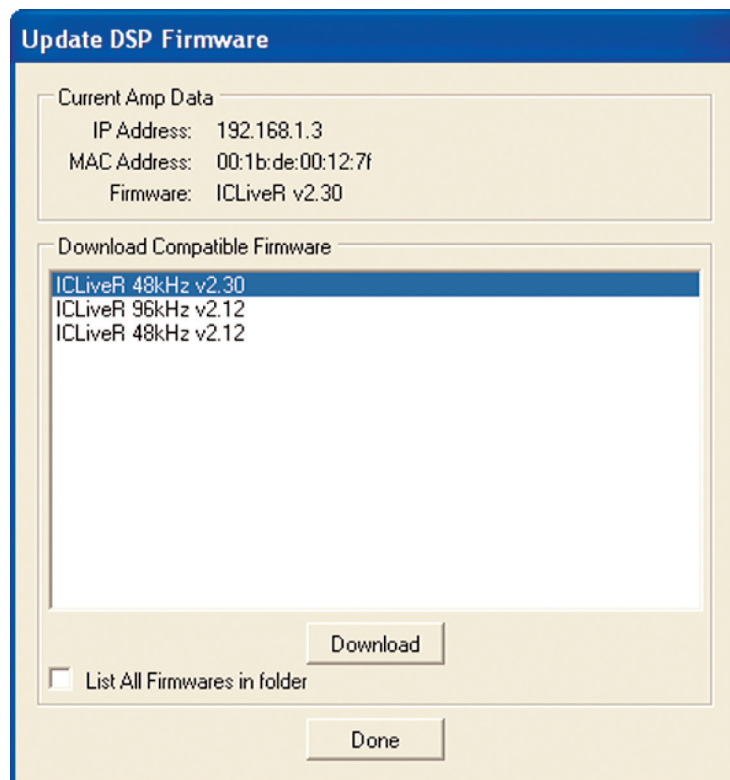 Update DSP Firmware
Current Amp Data
IP Address: 192.168.1.3
MAC Address: 00:1b:de:00:12:7f
Firmware: ICLiveR v2.30
Download Compatible Firmware
ICLiveR 48kHz v2.30
ICLiveR 96kHz v2.12
ICLiveR 48kHz v2.12
Download
List All Firmwares in folder
Done